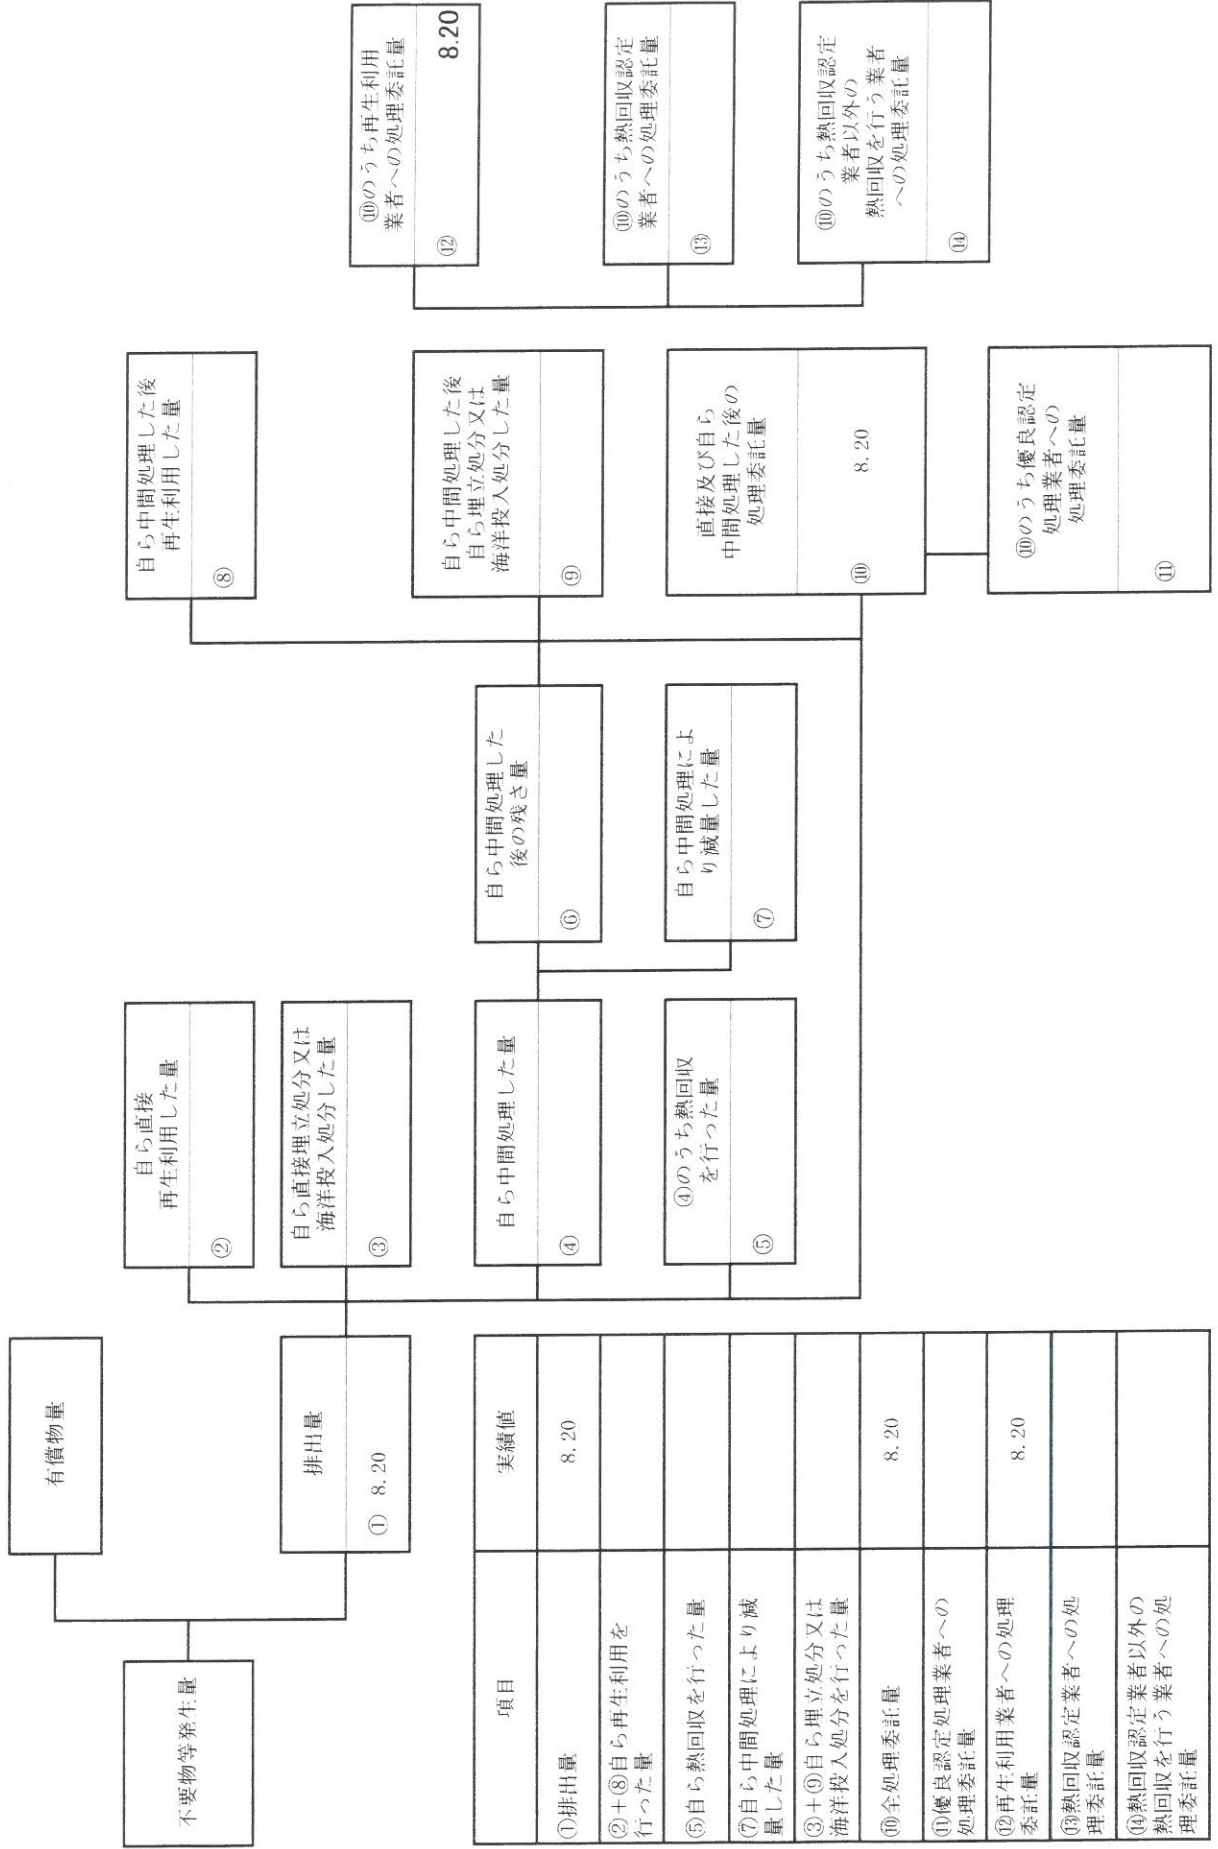 不要物等発生量
有償物量
排出量
① 8.20
自ら直接
再生利用した量
②
自ら直接埋立処分又は
海洋投入処分した量
③
自ら中間処理した量
④
④のうち熱回収
を行った量
⑤
自ら中間処理した
後の残さ量
⑥
自ら中間処理によ
り減量した量
⑦
自ら中間処理した後
再生利用した量
⑧
自ら中間処理した後
自ら埋立処分又は
海洋投入処分した量
⑨
直接及び自ら
中間処理した後の
処理委託量
⑩ 8.20
⑩のうち優良認定
処理業者への
処理委託量
⑪
⑩のうち再生利用
業者への処理委託量
⑫ 8.20
⑩のうち熱回収認定
業者への処理委託量
⑬
⑩のうち熱回収認定
業者以外の
熱回収を行う業者
への処理委託量
⑭
項目 実績値
①排出量 8.20
②+⑧自ら再生利用を
行った量
⑤自ら熱回収を行った量
⑦自ら中間処理により減
量した量
③+⑨自ら埋立処分又は
海洋投入処分を行った量
⑩全処理委託量 8.20
⑪優良認定処理業者への
処理委託量
⑫再生利用業者への処理
委託量 8.20
⑬熱回収認定業者への処
理委託量
⑭熱回収認定業者以外の
熱回収を行う業者への処
理委託量